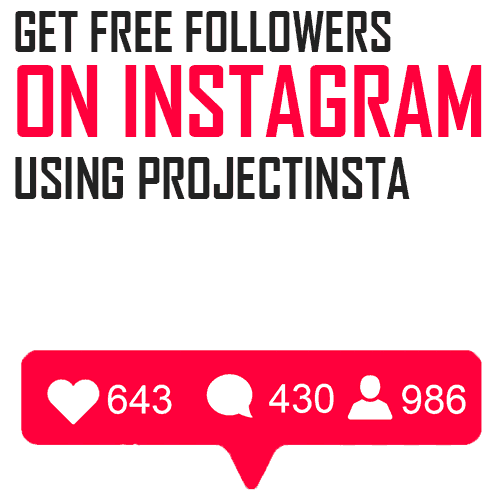 GET FREE FOLLOWERS
ON INSTAGRAM
USING PROJECTINSTA
643 430 986